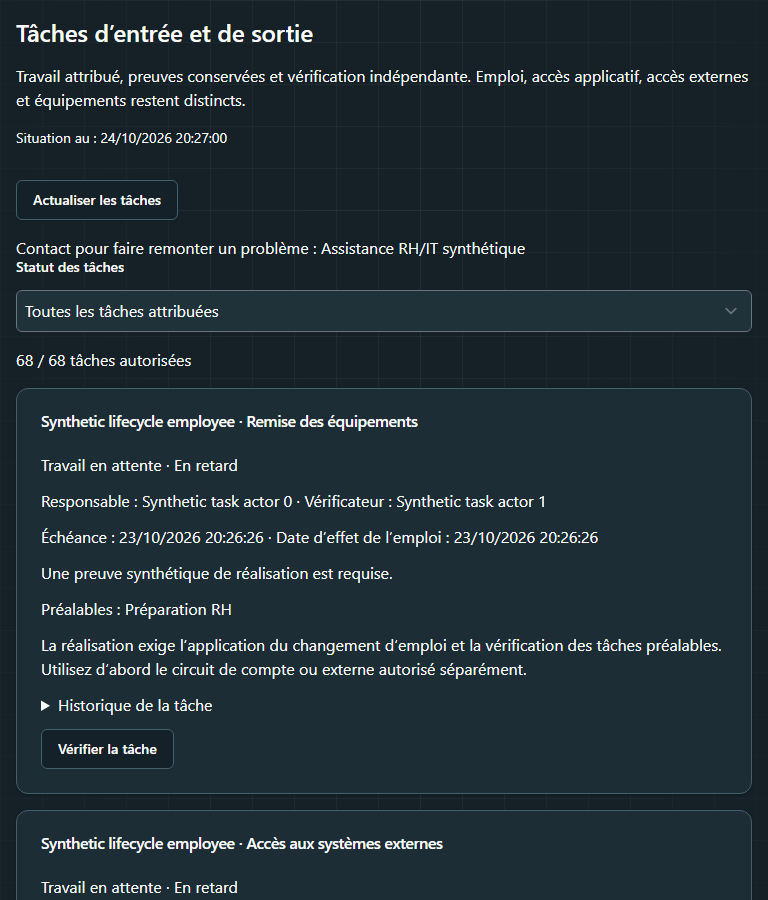 Tâches d’entrée et de sortie
Travail attribué, preuves conservées et vérification indépendante. Emploi, accès applicatif, accès externes
et équipements restent distincts.
Situation au : 24/10/2026 20:27:00
Actualiser les tâches
Contact pour faire remonter un problème : Assistance RH/IT synthétique
Statut des tâches
Toutes les tâches attribuées
68 / 68 tâches autorisées
Synthetic lifecycle employee · Remise des équipements
Travail en attente · En retard
Responsable : Synthetic task actor 0 · Vérificateur : Synthetic task actor 1
Échéance : 23/10/2026 20:26:26 · Date d’effet de l’emploi : 23/10/2026 20:26:26
Une preuve synthétique de réalisation est requise.
Préalables : Préparation RH
La réalisation exige l’application du changement d’emploi et la vérification des tâches préalables.
Utilisez d’abord le circuit de compte ou externe autorisé séparément.
Historique de la tâche
Vérifier la tâche
Synthetic lifecycle employee · Accès aux systèmes externes
Travail en attente · En retard